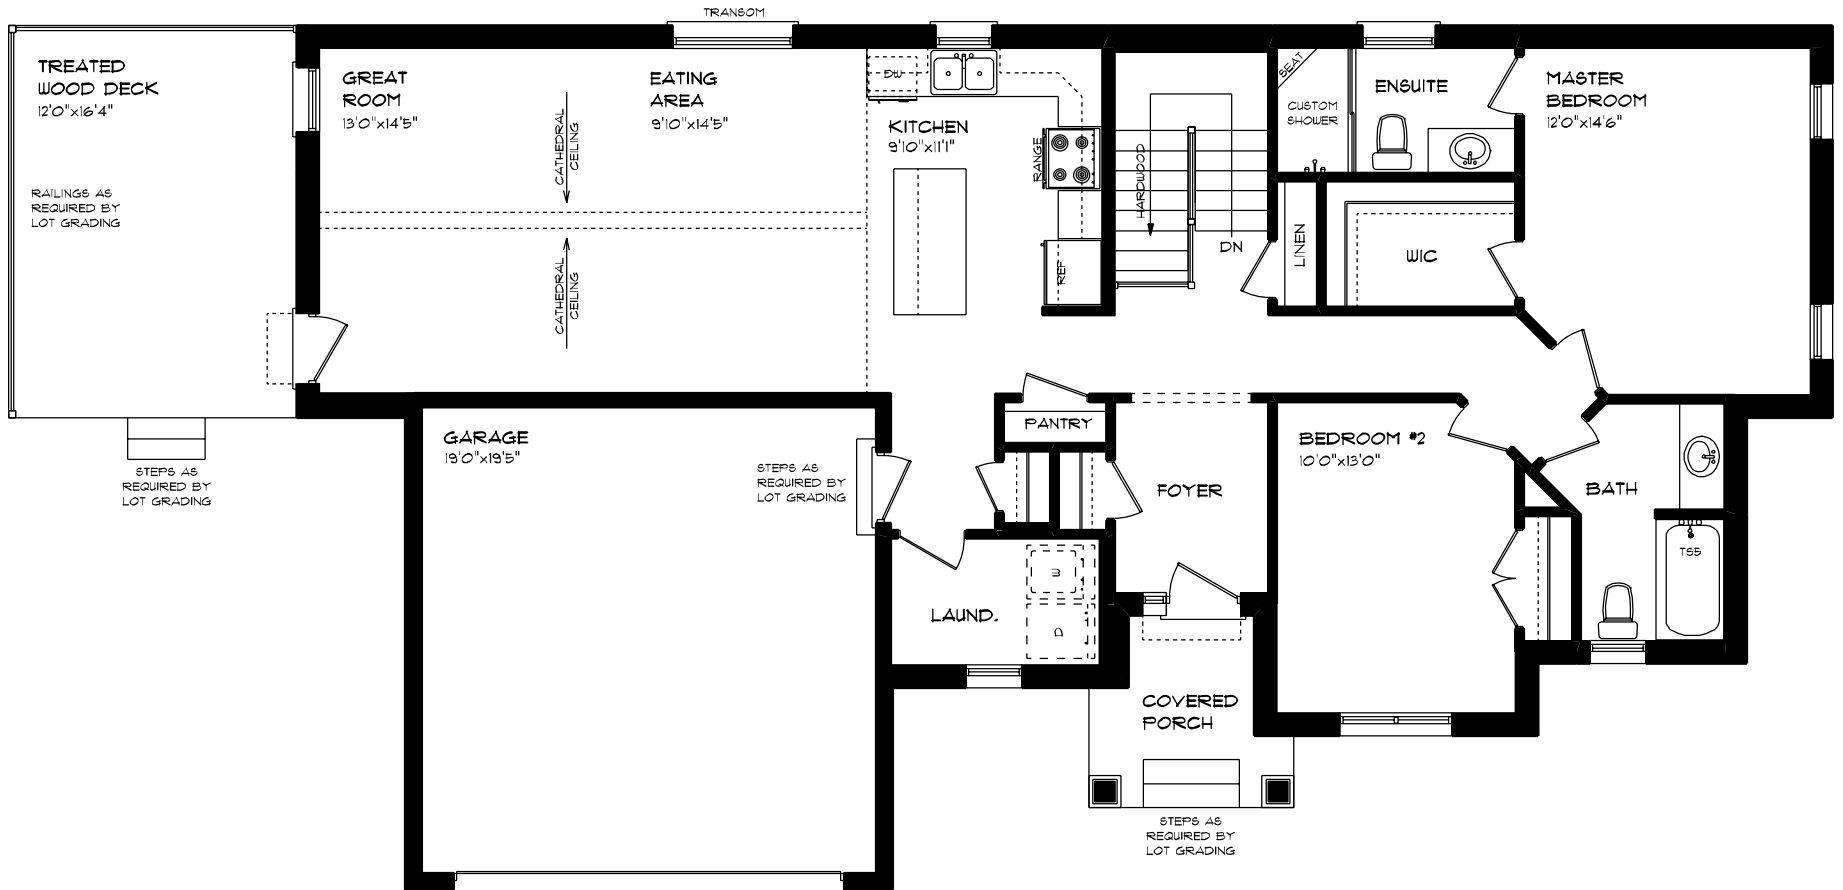 TRANSOM
TREATED
WOOD DECK
12'0"x16'4"
RAILINGS AS
REQUIRED BY
LOT GRADING
STEPS AS
REQUIRED BY
LOT GRADING
GREAT
ROOM
13'0"x14'5"
CATHEDRAL
CEILING
CATHEDRAL
CEILING
EATING
AREA
9'10"x14'5"
DW
KITCHEN
9'10"x11'1"
RANGE
REF
HARDWOOD
DN
LINEN
SEAT
CUSTOM
SHOWER
ENSUITE
WIC
MASTER
BEDROOM
12'0"x14'6"
GARAGE
19'0"x19'5"
STEPS AS
REQUIRED BY
LOT GRADING
PANTRY
FOYER
BEDROOM #2
10'0"x13'0"
BATH
TS5
LAUND.
W
D
COVERED
PORCH
STEPS AS
REQUIRED BY
LOT GRADING